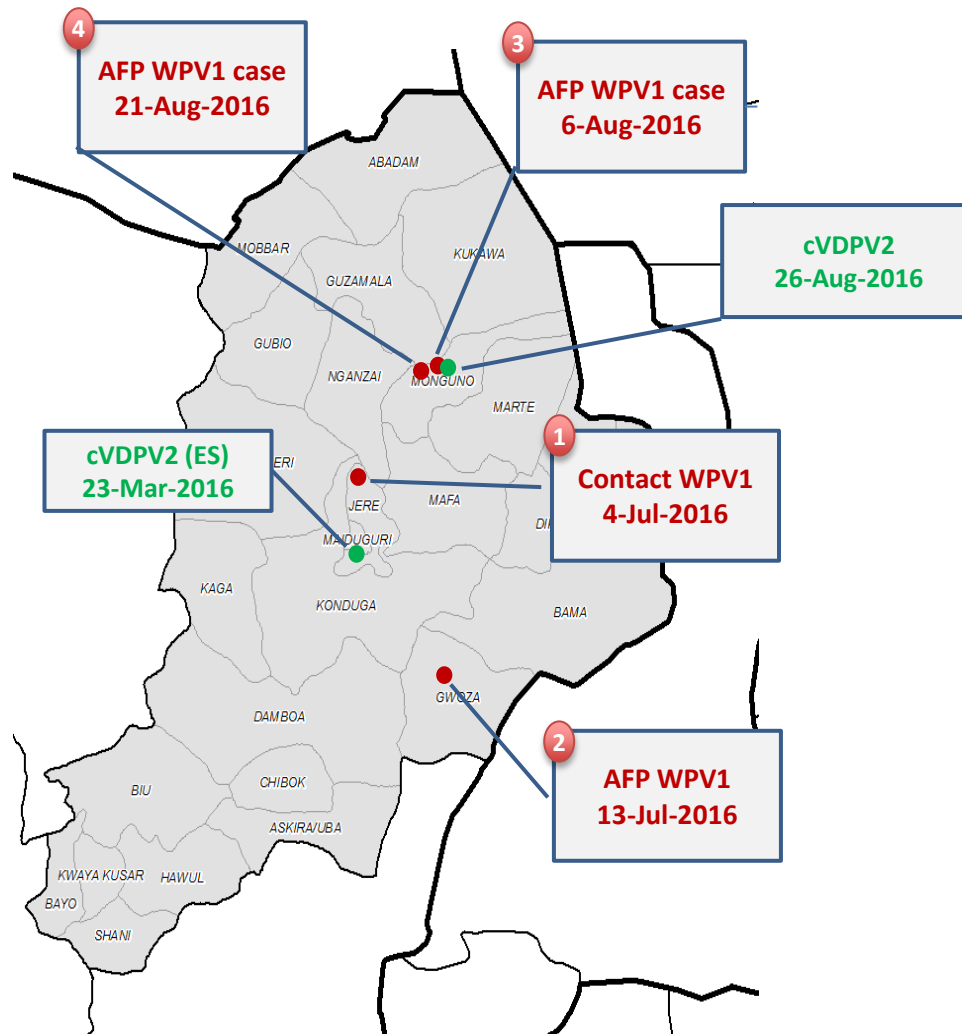 4
AFP WPV1 case
21-Aug-2016
3
AFP WPV1 case
6-Aug-2016
ABADAM
cVDPV2
26-Aug-2016
MOBBAR
KUKAWA
GUZAMALA
GUBIO
NGANZAI
MONGUNO
MARTE
1
Contact WPV1
4-Jul-2016
cVDPV2 (ES)
23-Mar-2016
ERI
JERE
MAFA
DI
MAIDUGURI
KAGA
KONDUGA
BAMA
GWOZA
DAMBOA
2
AFP WPV1
13-Jul-2016
CHIBOK
BIU
ASKIRA/UBA
KWAYA KUSAR
HAWUL
BAYO
SHANI